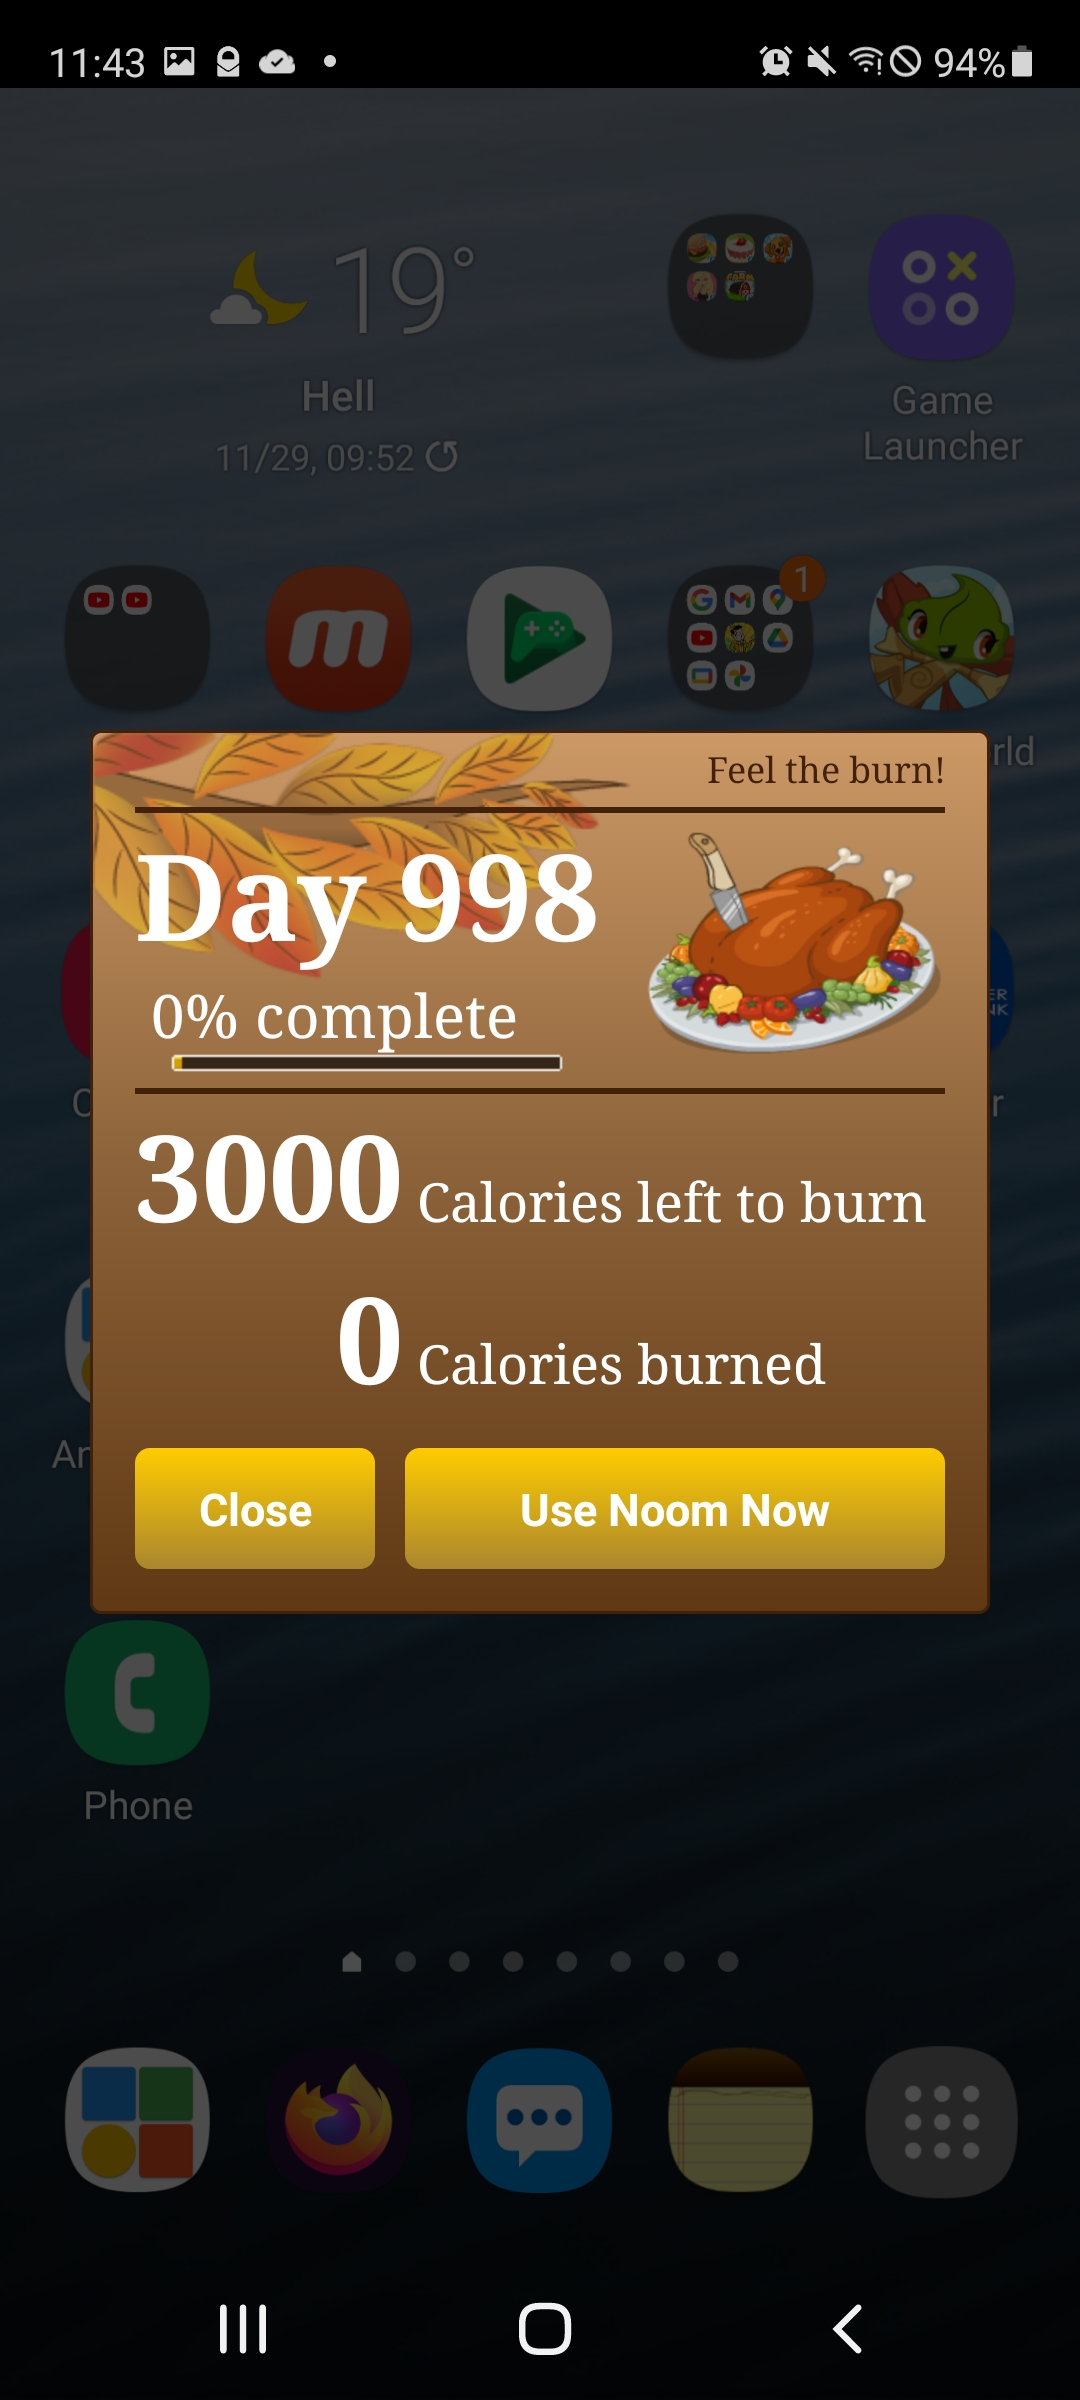 11:43
94%
19°
Hell
11/29, 09:52
Game
Launcher
1
rld
Feel the burn!
Day 998
0% complete
3000 Calories left to burn
0 Calories burned
Close
Use Noom Now
Phone